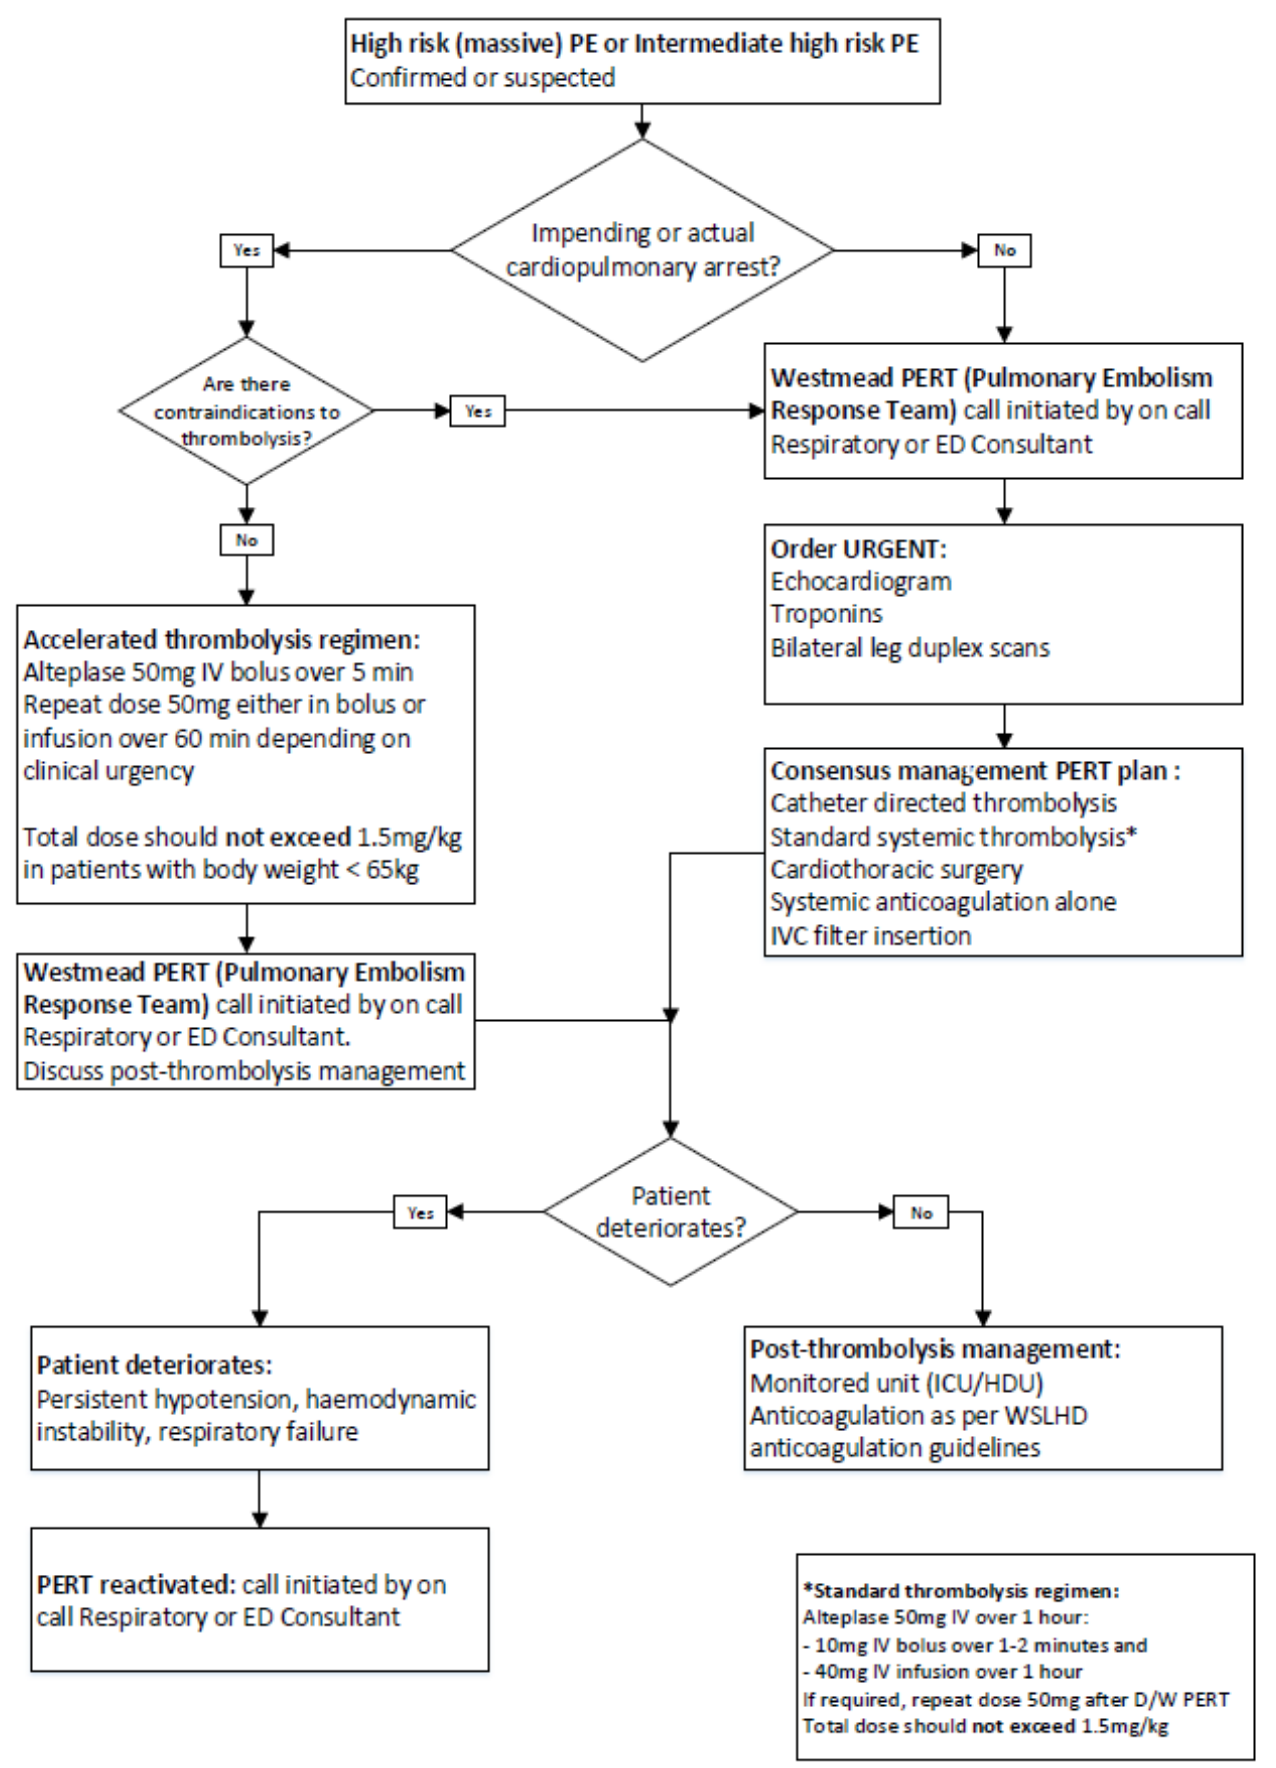 High risk (massive) PE or Intermediate high risk PE
Confirmed or suspected
Impending or actual
cardiopulmonary arrest?
Yes
No
Are there
contraindications to
thrombolysis?
Yes
Westmead PERT (Pulmonary Embolism
Response Team) call initiated by on call
Respiratory or ED Consultant
No
Order URGENT:
Echocardiogram
Troponins
Bilateral leg duplex scans
Accelerated thrombolysis regimen:
Alteplase 50mg IV bolus over 5 min
Repeat dose 50mg either in bolus or
infusion over 60 min depending on
clinical urgency
Total dose should not exceed 1.5mg/kg
in patients with body weight < 65kg
Consensus management PERT plan :
Catheter directed thrombolysis
Standard systemic thrombolysis*
Cardiothoracic surgery
Systemic anticoagulation alone
IVC filter insertion
Westmead PERT (Pulmonary Embolism
Response Team) call initiated by on call
Respiratory or ED Consultant.
Discuss post-thrombolysis management
Patient
deteriorates?
Yes
No
Patient deteriorates:
Persistent hypotension, haemodynamic
instability, respiratory failure
Post-thrombolysis management:
Monitored unit (ICU/HDU)
Anticoagulation as per WSLHD
anticoagulation guidelines
PERT reactivated: call initiated by on
call Respiratory or ED Consultant
*Standard thrombolysis regimen:
Alteplase 50mg IV over 1 hour:
- 10mg IV bolus over 1-2 minutes and
- 40mg IV infusion over 1 hour
If required, repeat dose 50mg after D/W PERT
Total dose should not exceed 1.5mg/kg